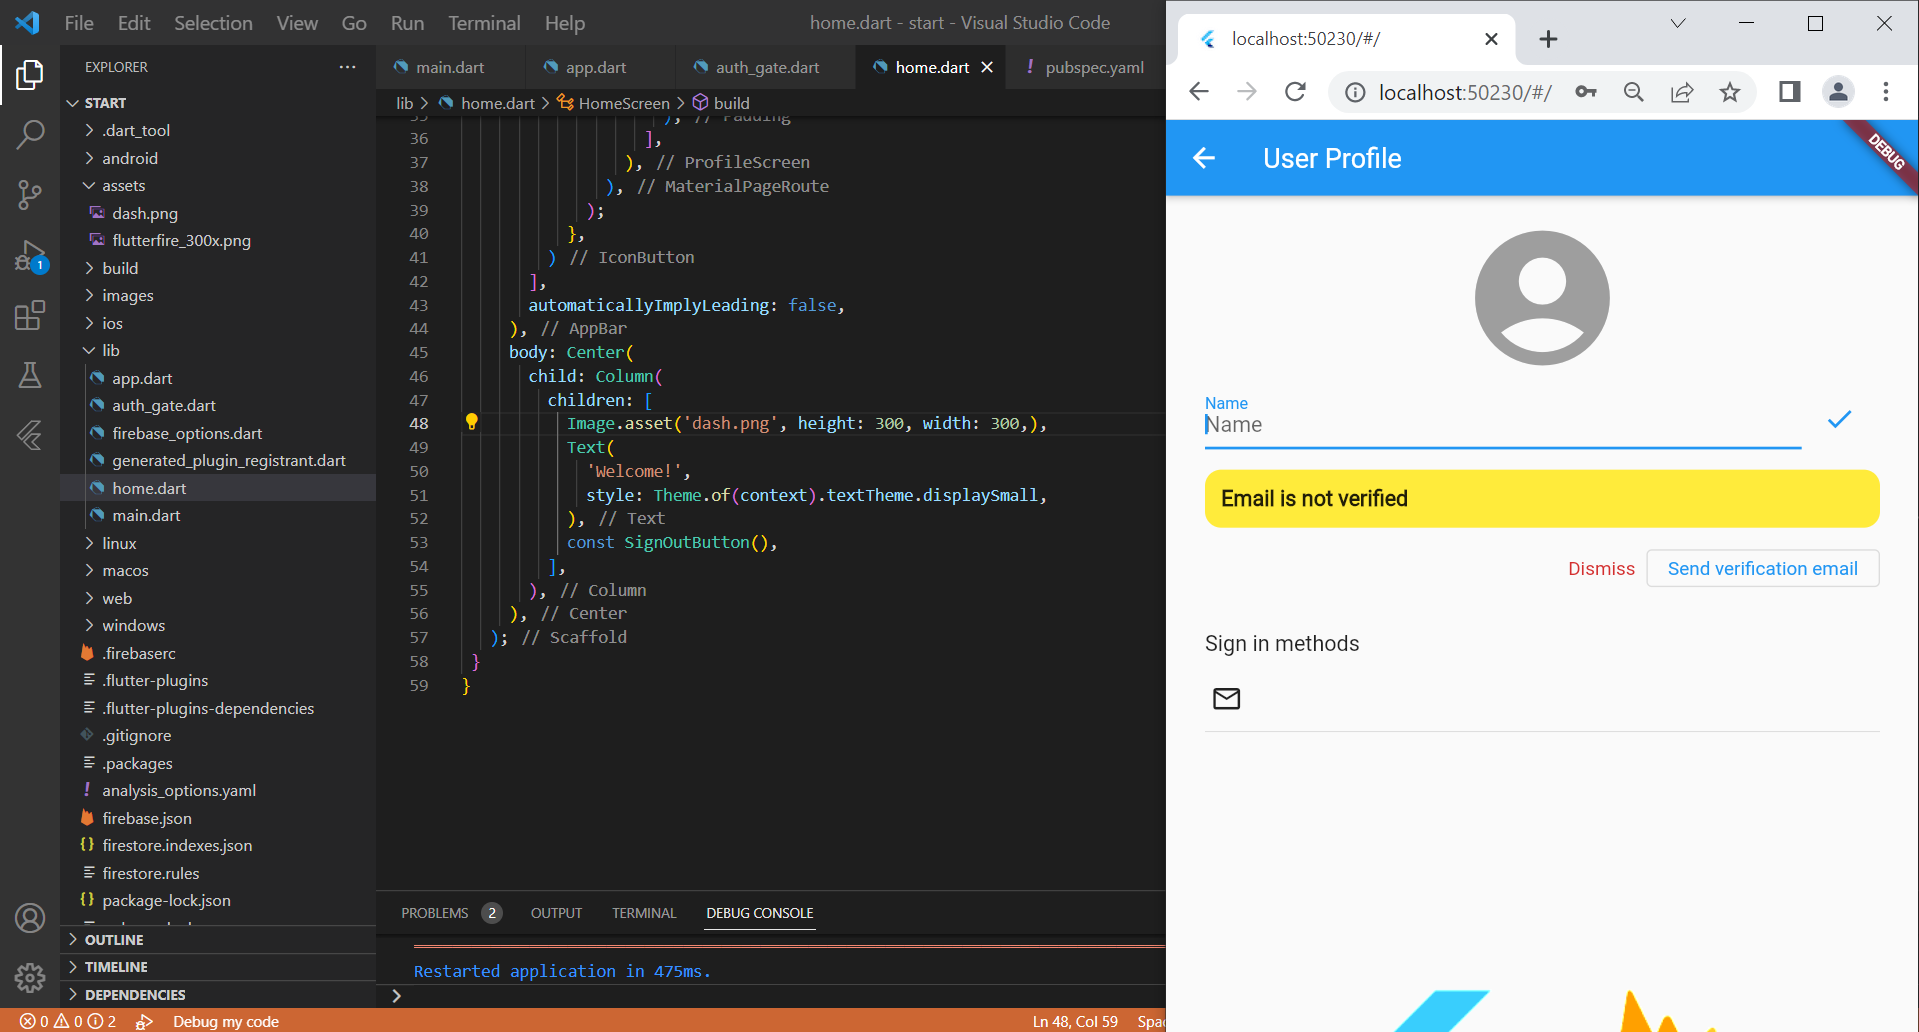 File Edit Selection View Go Run Terminal Help
home.dart - start - Visual Studio Code
EXPLORER
START
.dart_tool
android
assets
dash.png
flutterfire_300x.png
build
images
ios
lib
app.dart
auth_gate.dart
firebase_options.dart
generated_plugin_registrant.dart
home.dart
main.dart
linux
macos
web
windows
.firebaserc
.flutter-plugins
.flutter-plugins-dependencies
.gitignore
.packages
analysis_options.yaml
firebase.json
firestore.indexes.json
firestore.rules
package-lock.json
OUTLINE
TIMELINE
DEPENDENCIES
1
main.dart app.dart auth_gate.dart home.dart pubspec.yaml
lib > home.dart > HomeScreen > build
35 ), // Padding
36 ],
37 ), // ProfileScreen
38 ), // MaterialPageRoute
39 );
40 },
41 ) // IconButton
42 ],
43 automaticallyImplyLeading: false,
44 ), // AppBar
45 body: Center(
46 child: Column(
47 children: [
48 Image.asset('dash.png', height: 300, width: 300,),
49 Text(
50 'Welcome!',
51 style: Theme.of(context).textTheme.displaySmall,
52 ), // Text
53 const SignOutButton(),
54 ],
55 ), // Column
56 ), // Center
57 ); // Scaffold
58 }
59 }
PROBLEMS 2 OUTPUT TERMINAL DEBUG CONSOLE
Restarted application in 475ms.
0 0 2 Debug my code Ln 48, Col 59 Spac
localhost:50230/#/
localhost:50230/#/
User Profile
DEBUG
Name
Name
Email is not verified
Dismiss Send verification email
Sign in methods